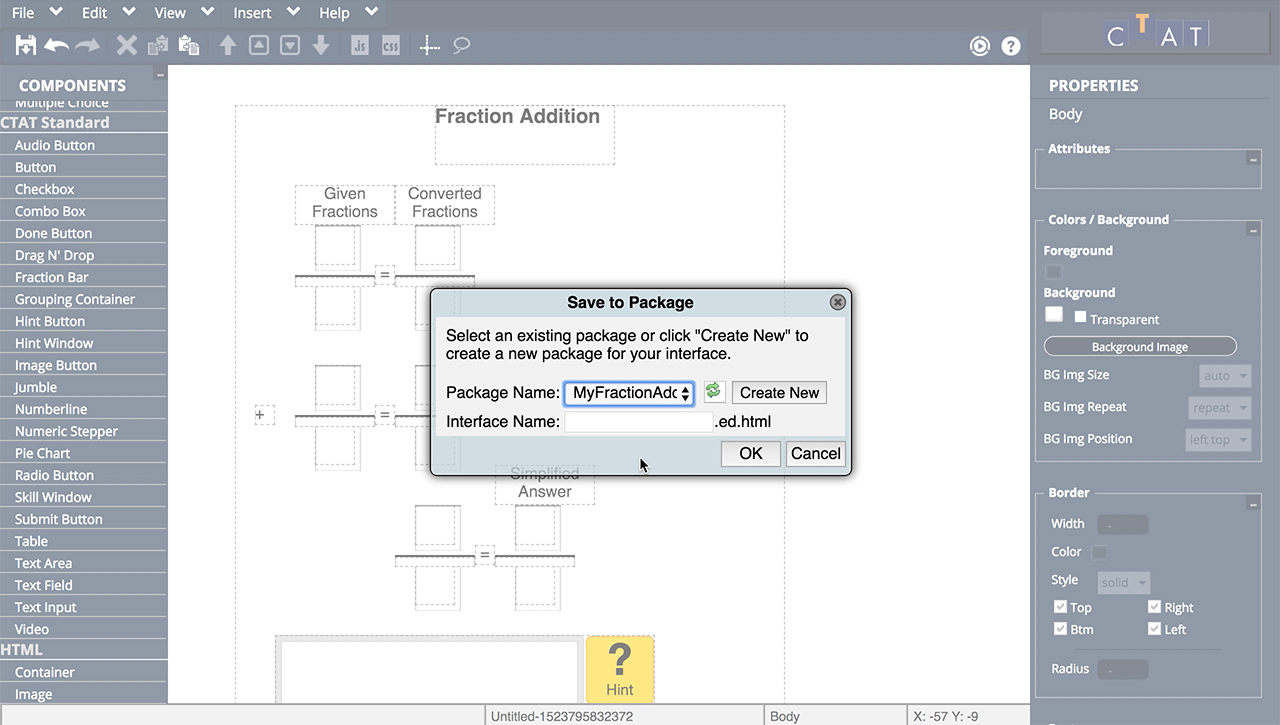 File Edit View Insert Help
js css
?
C T A T
COMPONENTS
Multiple Choice
CTAT Standard
Audio Button
Button
Checkbox
Combo Box
Done Button
Drag N' Drop
Fraction Bar
Grouping Container
Hint Button
Hint Window
Image Button
Jumble
Numberline
Numeric Stepper
Pie Chart
Radio Button
Skill Window
Submit Button
Table
Text Area
Text Field
Text Input
Video
HTML
Container
Image
Fraction Addition
Given
Fractions
Converted
Fractions
=
+
=
Simplified
Answer
=
?
Hint
Save to Package
Select an existing package or click "Create New" to
create a new package for your interface.
Package Name: MyFractionAdd Create New
Interface Name: .ed.html
OK Cancel
PROPERTIES
Body
Attributes
Colors / Background
Foreground
Background
Transparent
Background Image
BG Img Size auto
BG Img Repeat repeat
BG Img Position left top
Border
Width -
Color
Style solid
Top Right
Btm Left
Radius -
Untitled-1523795832372 Body X: -57 Y: -9